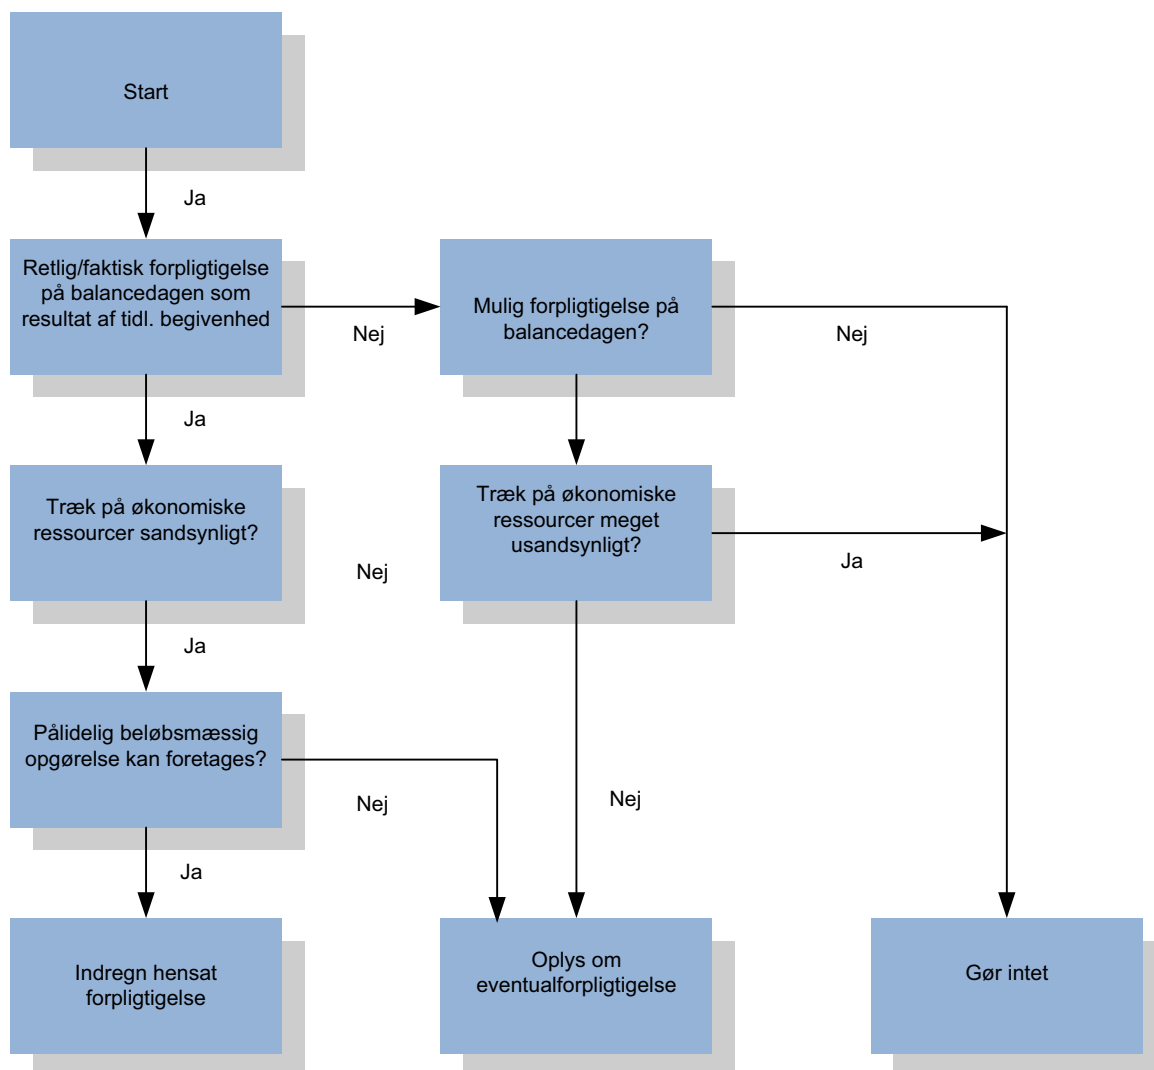 Start
Ja
Retlig/faktisk forpligtigelse
på balancedagen som
resultat af tidl. begivenhed
Nej
Mulig forpligtigelse på
balancedagen?
Nej
Ja
Træk på økonomiske
ressourcer sandsynligt?
Nej
Træk på økonomiske
ressourcer meget
usandsynligt?
Ja
Ja
Pålidelig beløbsmæssig
opgørelse kan foretages?
Nej
Nej
Ja
Indregn hensat
forpligtigelse
Oplys om
eventualforpligtigelse
Gør intet